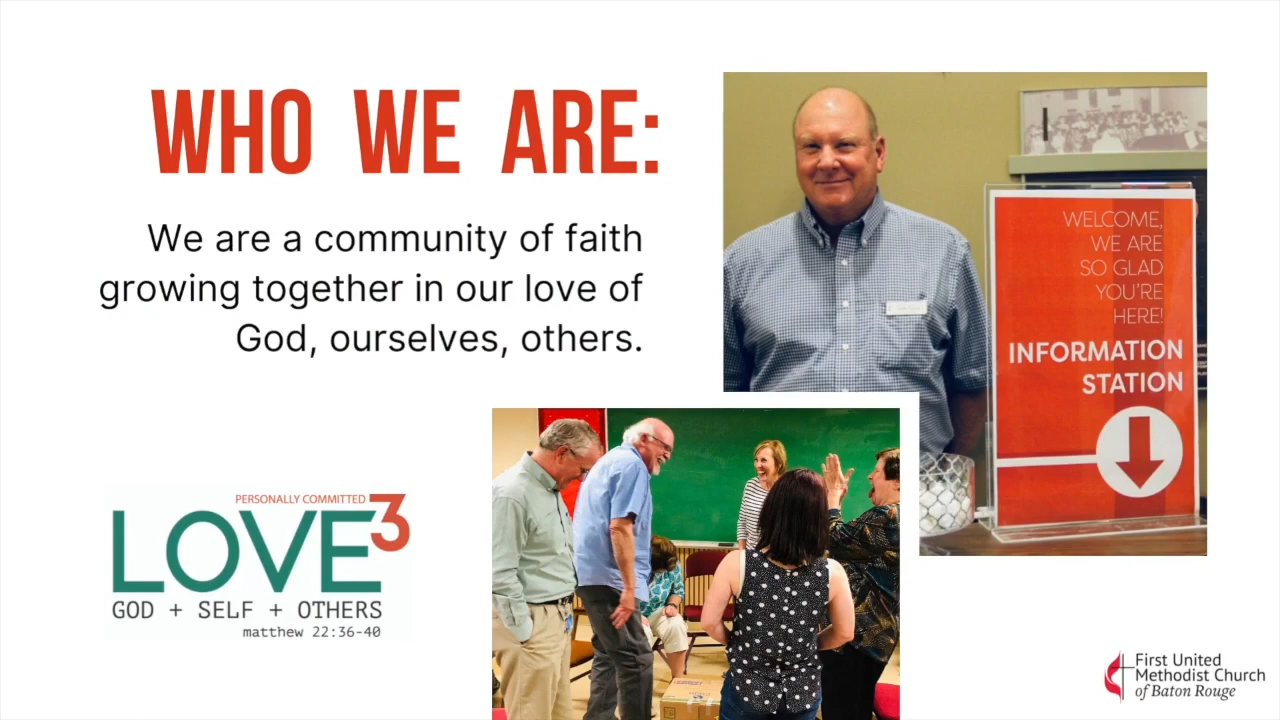 WHO WE ARE:
We are a community of faith
growing together in our love of
God, ourselves, others.
WELCOME,
WE ARE
SO GLAD
YOU'RE
HERE!
INFORMATION
STATION
PERSONALLY COMMITTED
LOVE³
GOD + SELF + OTHERS
matthew 22:36-40
First United
Methodist Church
of Baton Rouge